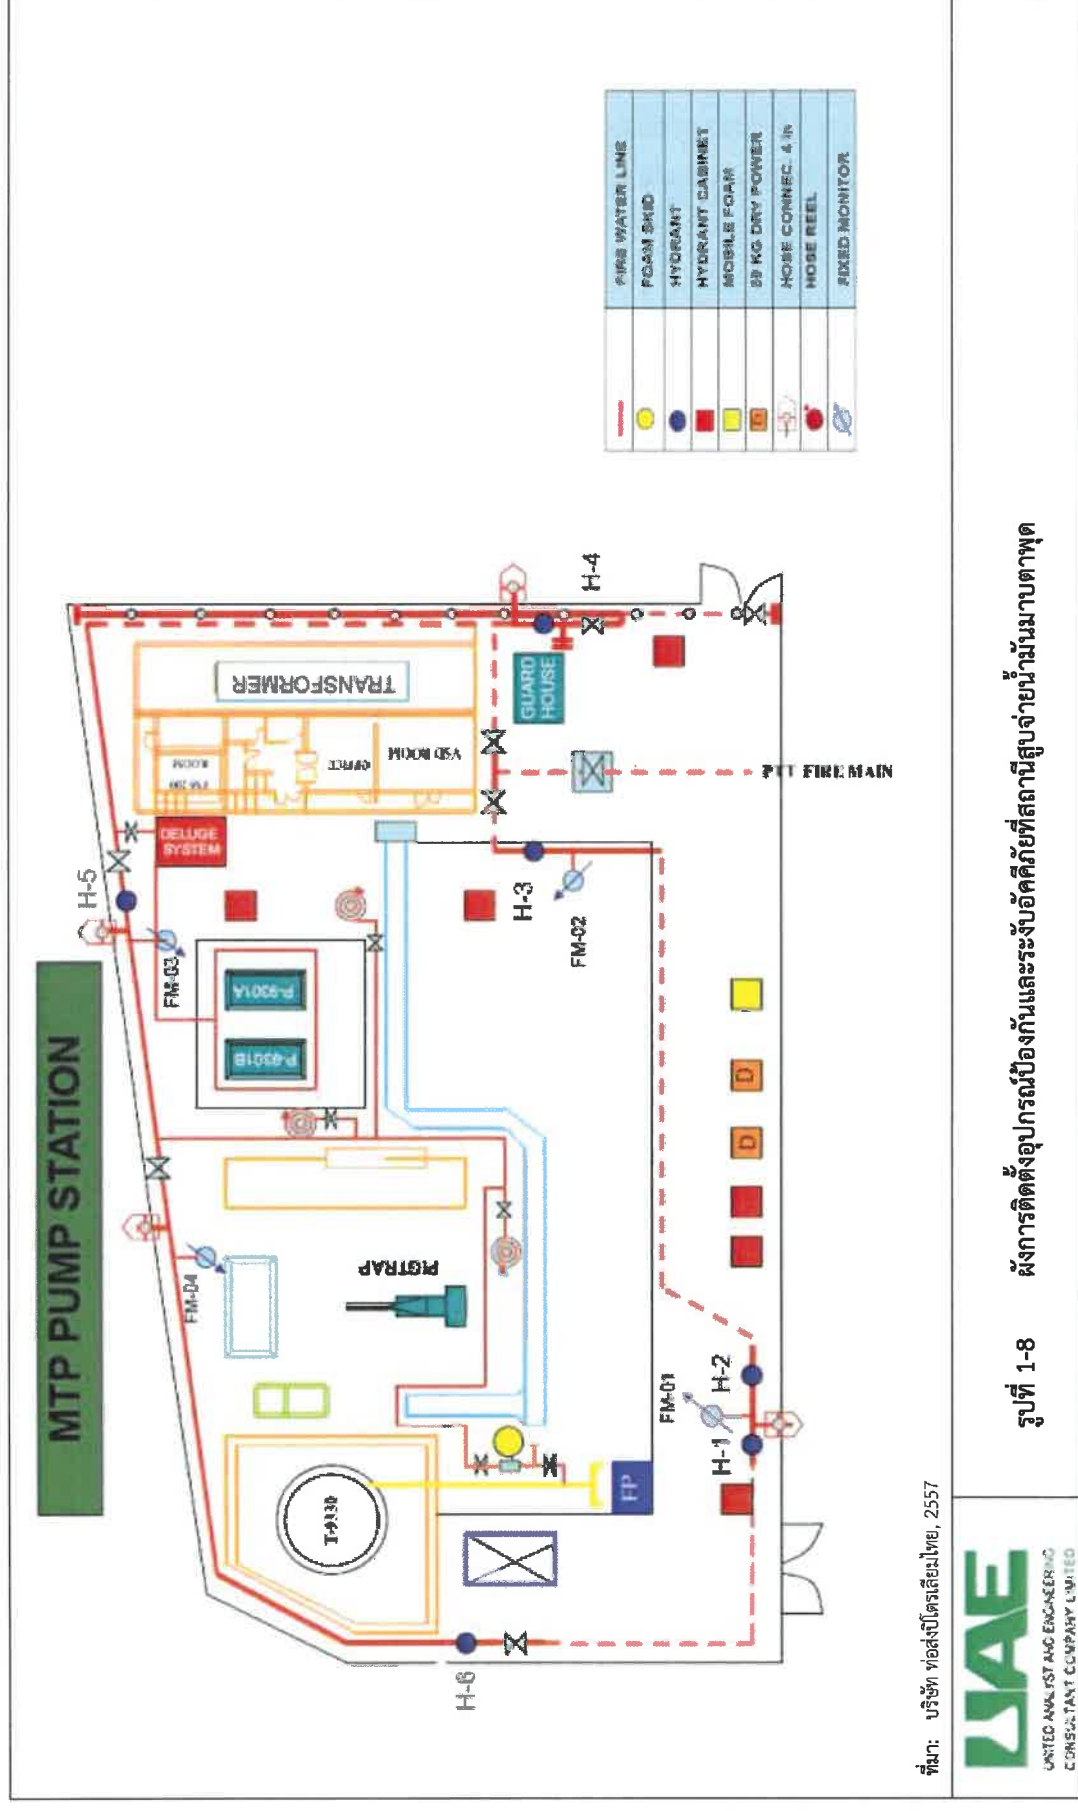 MTP PUMP STATION
H-5
FM-03
FM-04
P-9301A
P-9301B
DELUGE
SYSTEM
FM-200
ROOM
OFFICE
VSD ROOM
TRANSFORMER
GUARD
HOUSE
H-4
H-3
FM-02
PIGTRAP
T-9330
FP
H-6
FM-01
H-1
H-2
D
D
PTT FIRE MAIN
FIRE WATER LINE
FOAM SKID
HYDRANT
HYDRANT CABINET
MOBILE FOAM
D
50 KG DRY POWER
HOSE CONNEC. 4 in
HOSE REEL
FIXED MONITOR
ที่มา: บริษัท ท่อส่งปิโตรเลียมไทย, 2557
UAE
UNITED ANALYST AND ENGINEERING
CONSULTANT COMPANY LIMITED
รูปที่ 1-8 ผังการติดตั้งอุปกรณ์ป้องกันและระงับอัคคีภัยที่สถานีสูบจ่ายน้ำมันมาบตาพุด